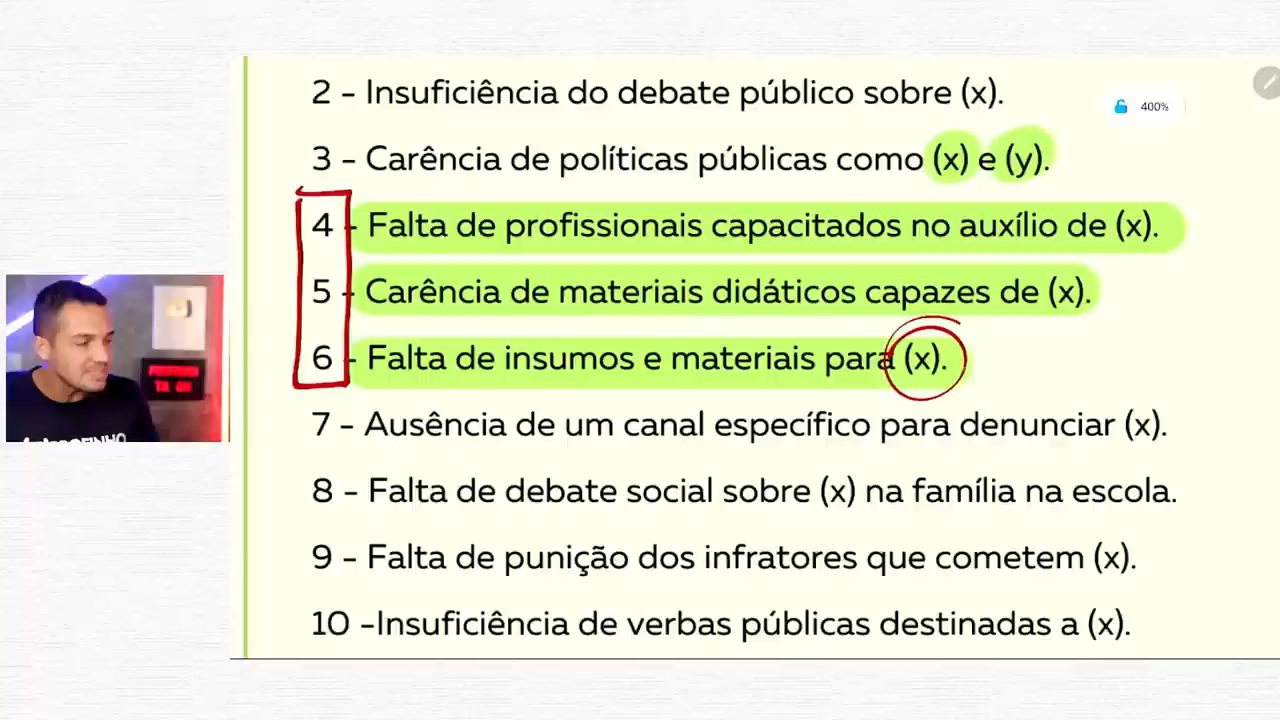 2 - Insuficiência do debate público sobre (x).
400%
3 - Carência de políticas públicas como (x) e (y).
4 - Falta de profissionais capacitados no auxílio de (x).
5 - Carência de materiais didáticos capazes de (x).
6 - Falta de insumos e materiais para (x).
7 - Ausência de um canal específico para denunciar (x).
8 - Falta de debate social sobre (x) na família na escola.
9 - Falta de punição dos infratores que cometem (x).
10 -Insuficiência de verbas públicas destinadas a (x).